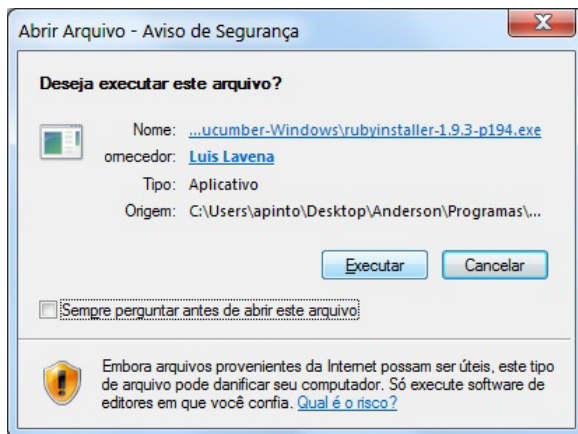 Abrir Arquivo - Aviso de Segurança
Deseja executar este arquivo?
Nome: ...ucumber-Windows\rubyinstaller-1.9.3-p194.exe
omecedor: Luis Lavena
Tipo: Aplicativo
Origem: C:\Users\apinto\Desktop\Anderson\Programas\...
Executar Cancelar
Sempre perguntar antes de abrir este arquivo
Embora arquivos provenientes da Internet possam ser úteis, este tipo
de arquivo pode danificar seu computador. Só execute software de
editores em que você confia. Qual é o risco?